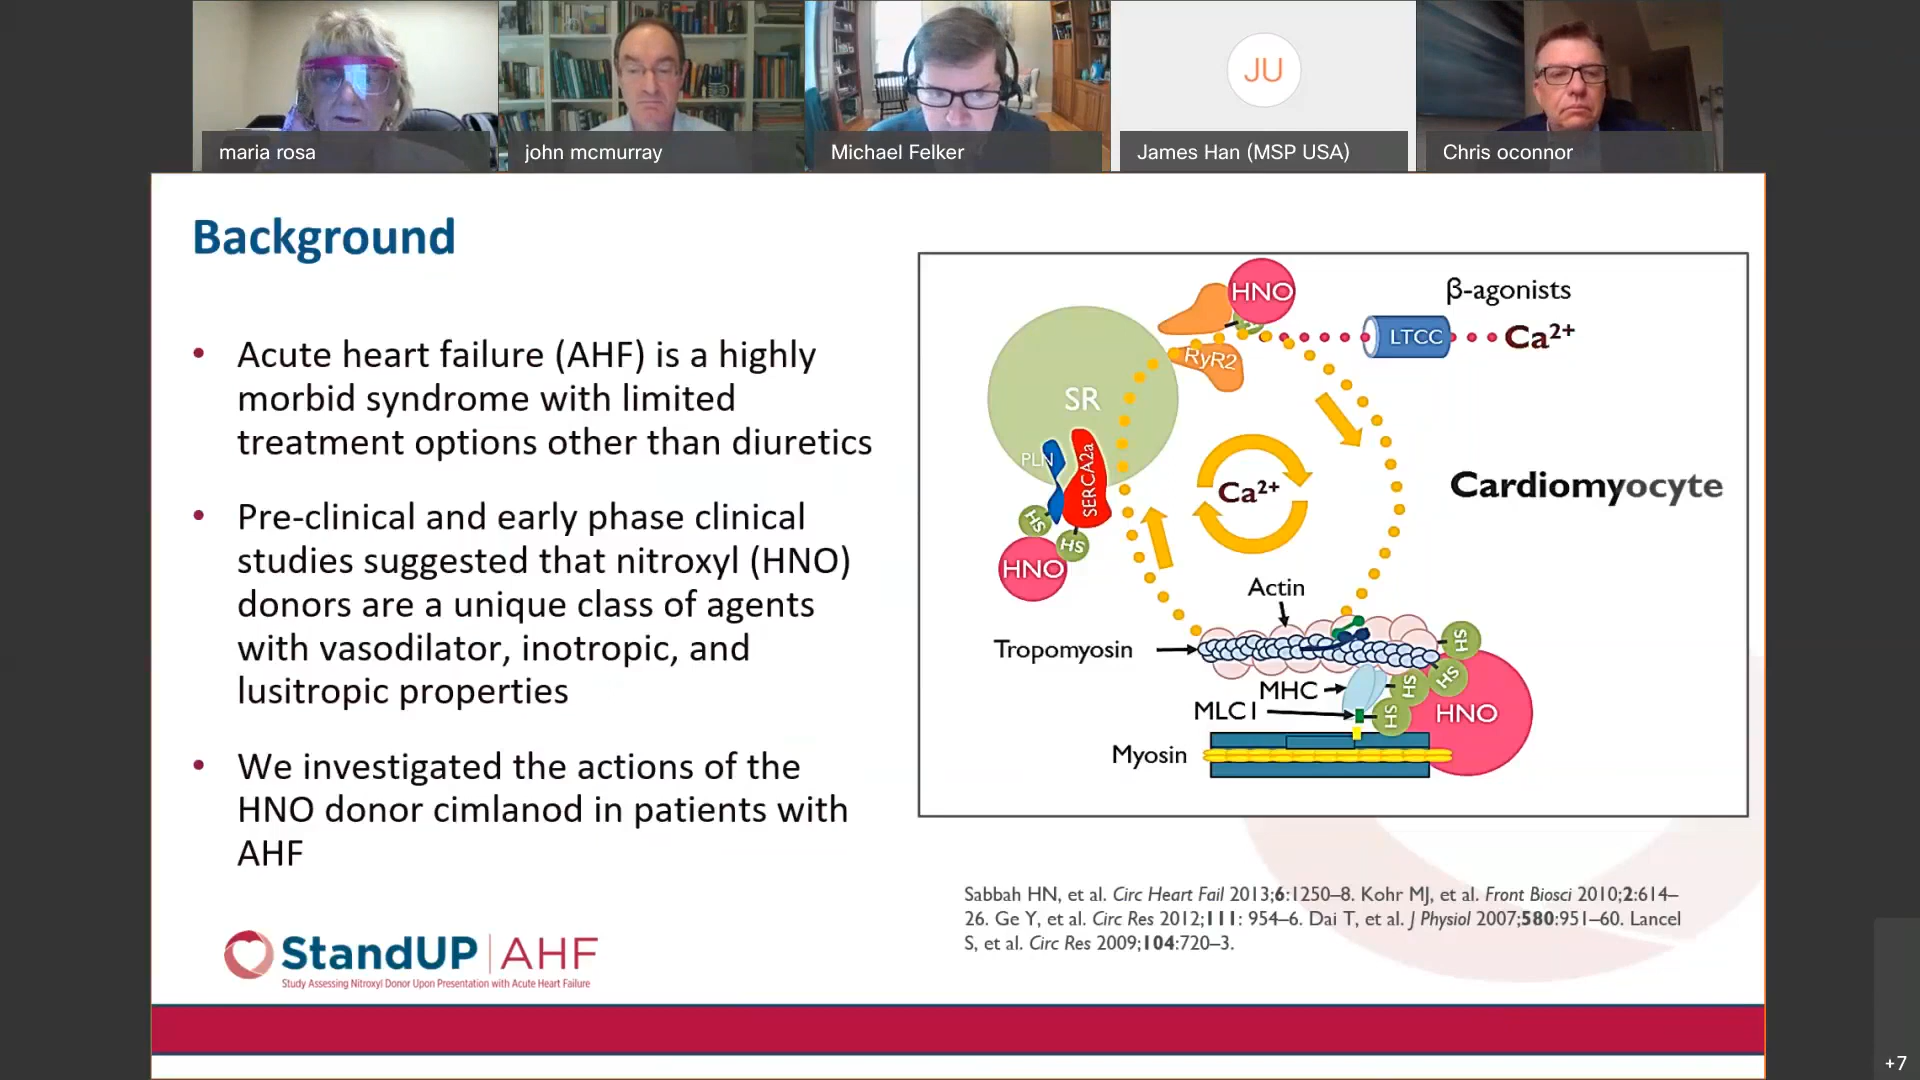 maria rosa
john mcmurray
Michael Felker
JU
James Han (MSP USA)
Chris oconnor
Background
• Acute heart failure (AHF) is a highly
morbid syndrome with limited
treatment options other than diuretics
• Pre-clinical and early phase clinical
studies suggested that nitroxyl (HNO)
donors are a unique class of agents
with vasodilator, inotropic, and
lusitropic properties
• We investigated the actions of the
HNO donor cimlanod in patients with
AHF
HNO
β-agonists
LTCC
Ca²⁺
RyR2
SR
PLN
SERCA2a
Ca²⁺
Cardiomyocyte
HS
HS
HNO
Actin
Tropomyosin
HS
HS
HS
MHC
MLC1
HS
HNO
Myosin
Sabbah HN, et al. Circ Heart Fail 2013;6:1250–8. Kohr MJ, et al. Front Biosci 2010;2:614–
26. Ge Y, et al. Circ Res 2012;111: 954–6. Dai T, et al. J Physiol 2007;580:951–60. Lancel
S, et al. Circ Res 2009;104:720–3.
StandUP | AHF
Study Assessing Nitroxyl Donor Upon Presentation with Acute Heart Failure
+7